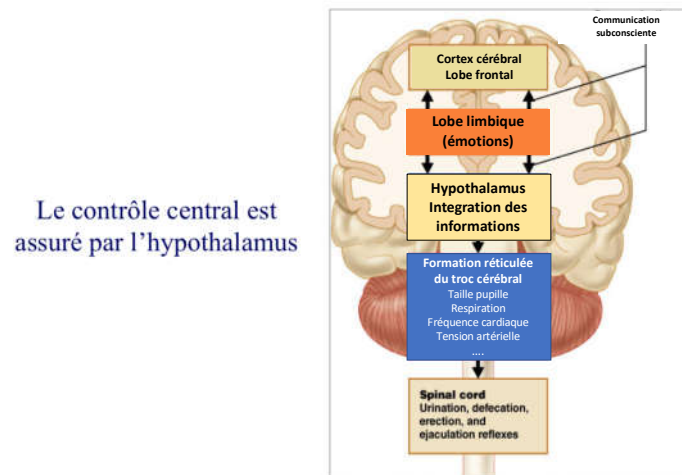 Le contrôle central est
assuré par l'hypothalamus
Communication
subconsciente
Cortex cérébral
Lobe frontal
Lobe limbique
(émotions)
Hypothalamus
Integration des
informations
Formation réticulée
du troc cérébral
Taille pupille
Respiration
Fréquence cardiaque
Tension artérielle
....
Spinal cord
Urination, defecation,
erection, and
ejaculation reflexes